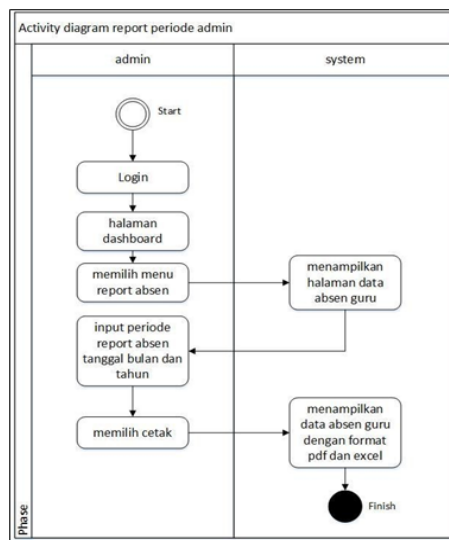 Activity diagram report periode admin
admin
system
Start
Login
halaman
dashboard
memilih menu
report absen
menampilkan
halaman data
absen guru
input periode
report absen
tanggal bulan dan
tahun
memilih cetak
menampilkan
data absen guru
dengan format
pdf dan excel
Finish
Phase